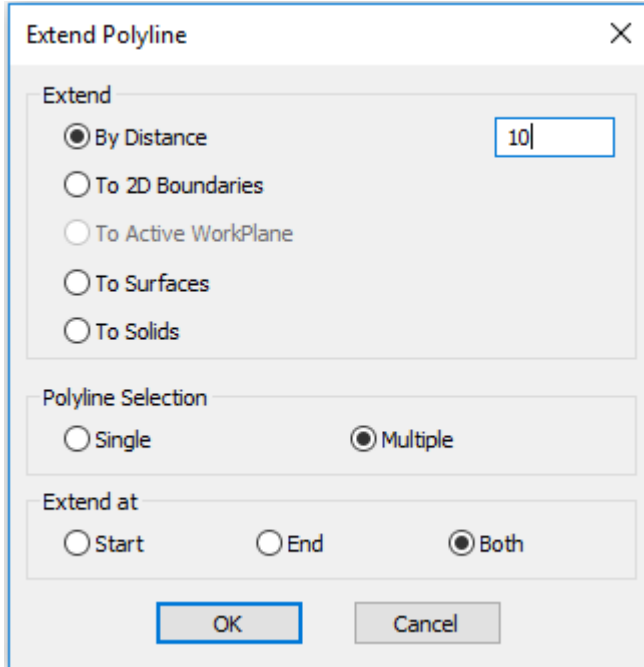 Extend Polyline
Extend
By Distance 10
To 2D Boundaries
To Active WorkPlane
To Surfaces
To Solids
Polyline Selection
Single Multiple
Extend at
Start End Both
OK Cancel